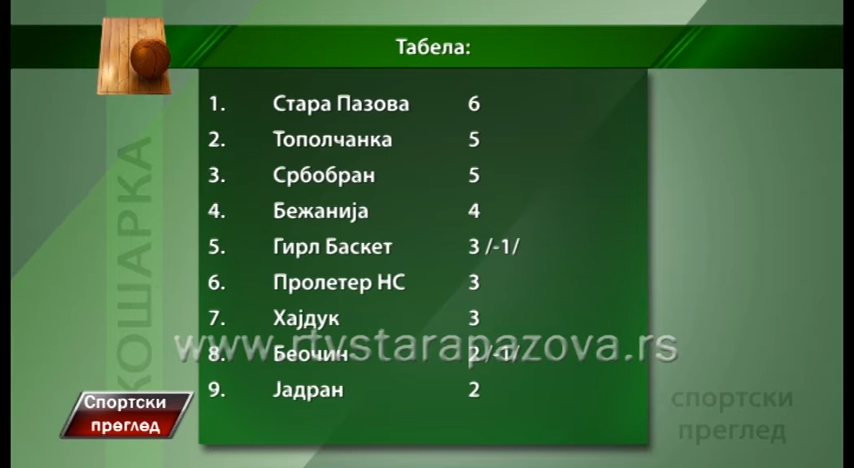 Табела:
1. Стара Пазова 6
2. Тополчанка 5
3. Србобран 5
4. Бежанија 4
5. Гирл Баскет 3 /-1/
6. Пролетер НС 3
7. Хајдук 3
www.rtvstarapazova.rs
8. Беочин 2 /-1/
9. Јадран 2
КОШАРКА
Спортски
преглед
спортски
преглед